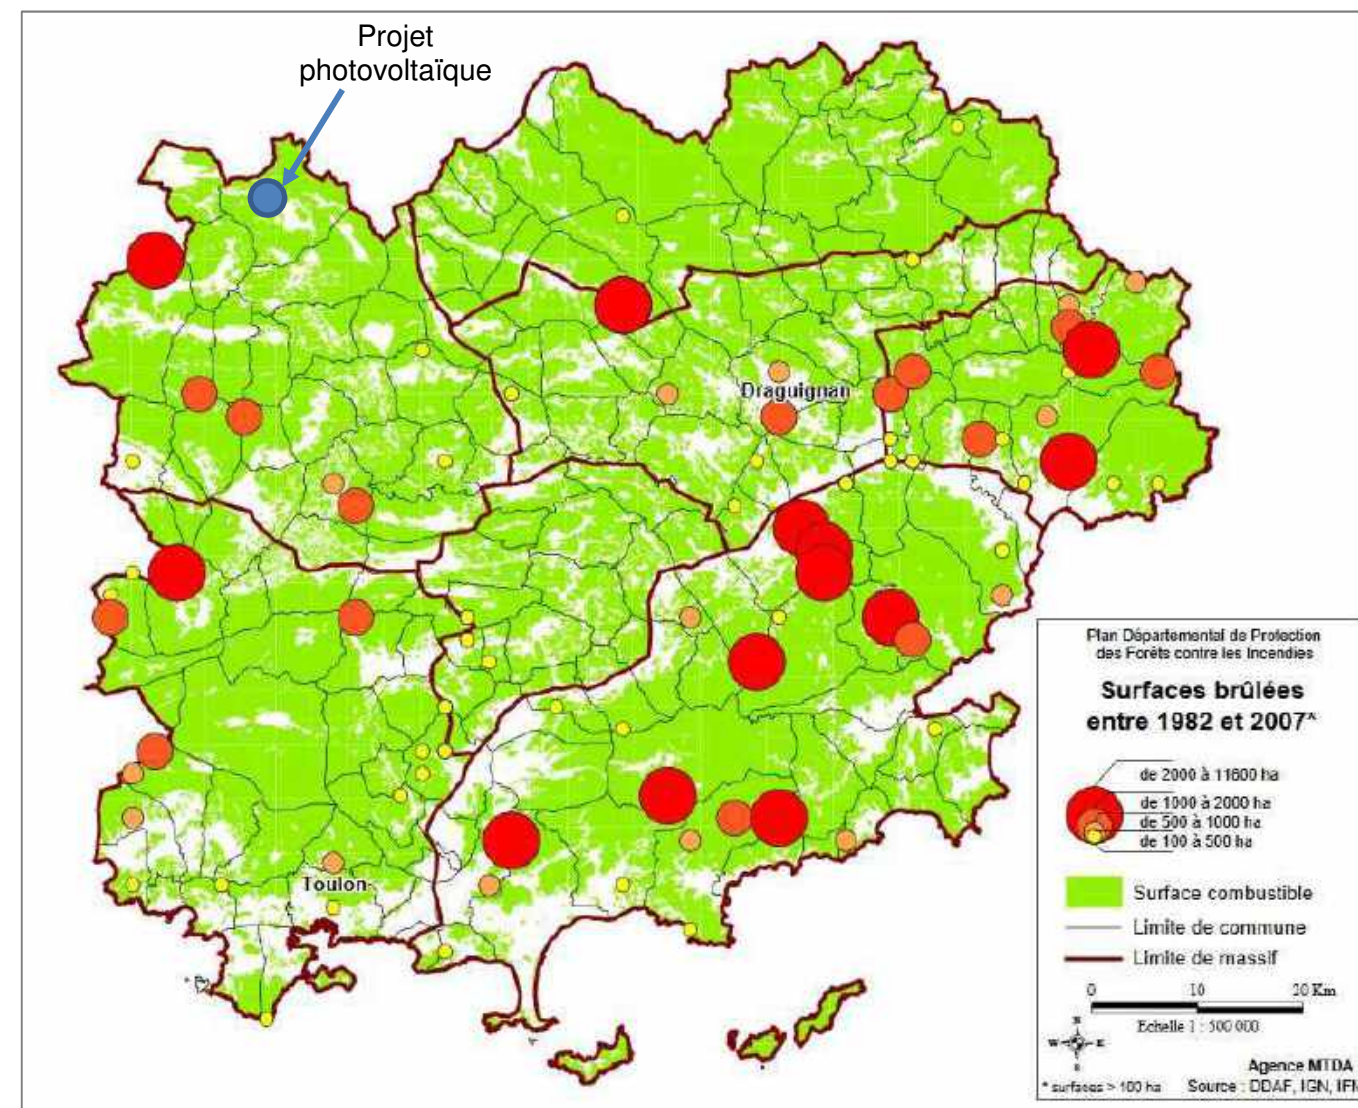 Projet
photovoltaïque
Draguignan
Toulon
Plan Départemental de Protection
des Forêts contre les Incendies
Surfaces brûlées
entre 1982 et 2007*
de 2000 à 11800 ha
de 1000 à 2000 ha
de 500 à 1000 ha
de 100 à 500 ha
Surface combustible
Limite de commune
Limite de massif
0 10 20 Km
Echelle 1 : 500 000
N
W E
S
Agence MTDA
* surfaces > 100 ha Source : DDAF, IGN, IFN